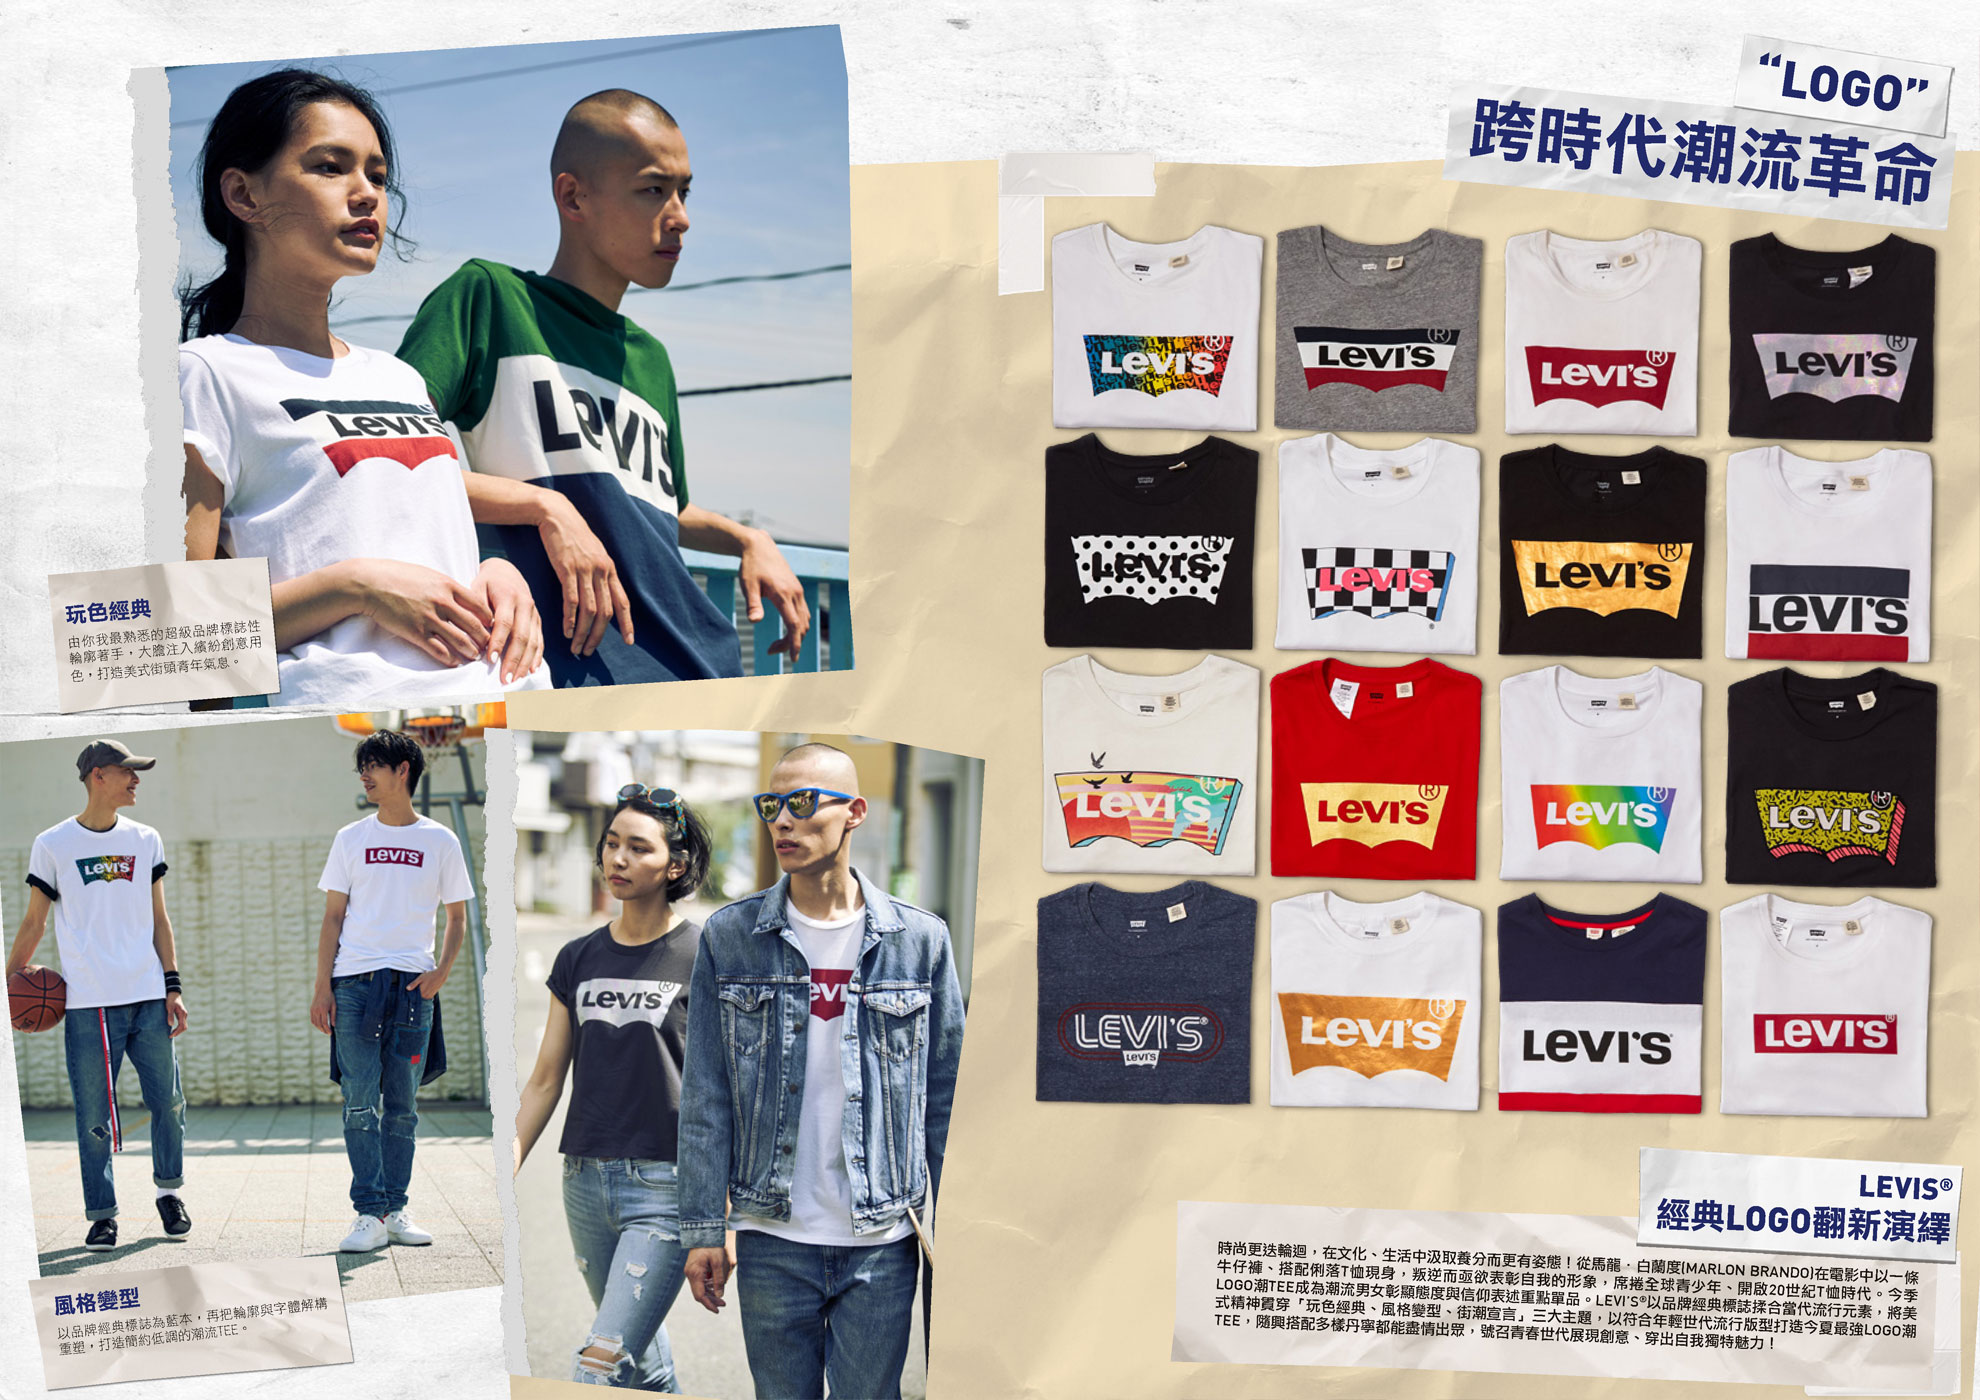 “LOGO”
跨時代潮流革命
Levi's
Levi's
玩色經典
由你我最熟悉的超級品牌標誌性
輪廓著手，大膽注入繽紛創意用
色，打造美式街頭青年氣息。
Levi's®
Levi's®
Levi's®
Levi's®
Levi's®
Levi's
Levi's®
Levi's
Levi's®
Levi's®
Levi's®
Levi's®
LEVI'S®
Levi's
Levi's®
Levi's
Levi's®
Levi's®
Levi's
Levi's®
evi
風格變型
以品牌經典標誌為藍本，再把輪廓與字體解構
重塑，打造簡約低調的潮流TEE。
LEVIS®
經典LOGO翻新演繹
時尚更迭輪迴，在文化、生活中汲取養分而更有姿態！從馬龍．白蘭度(MARLON BRANDO)在電影中以一條
牛仔褲、搭配俐落T恤現身，叛逆而亟欲表彰自我的形象，席捲全球青少年、開啟20世紀T恤時代。今季
LOGO潮TEE成為潮流男女彰顯態度與信仰表述重點單品。LEVI'S®以品牌經典標誌揉合當代流行元素，將美
式精神貫穿「玩色經典、風格變型、街潮宣言」三大主題，以符合年輕世代流行版型打造今夏最強LOGO潮
TEE，隨興搭配多樣丹寧都能盡情出眾，號召青春世代展現創意、穿出自我獨特魅力！